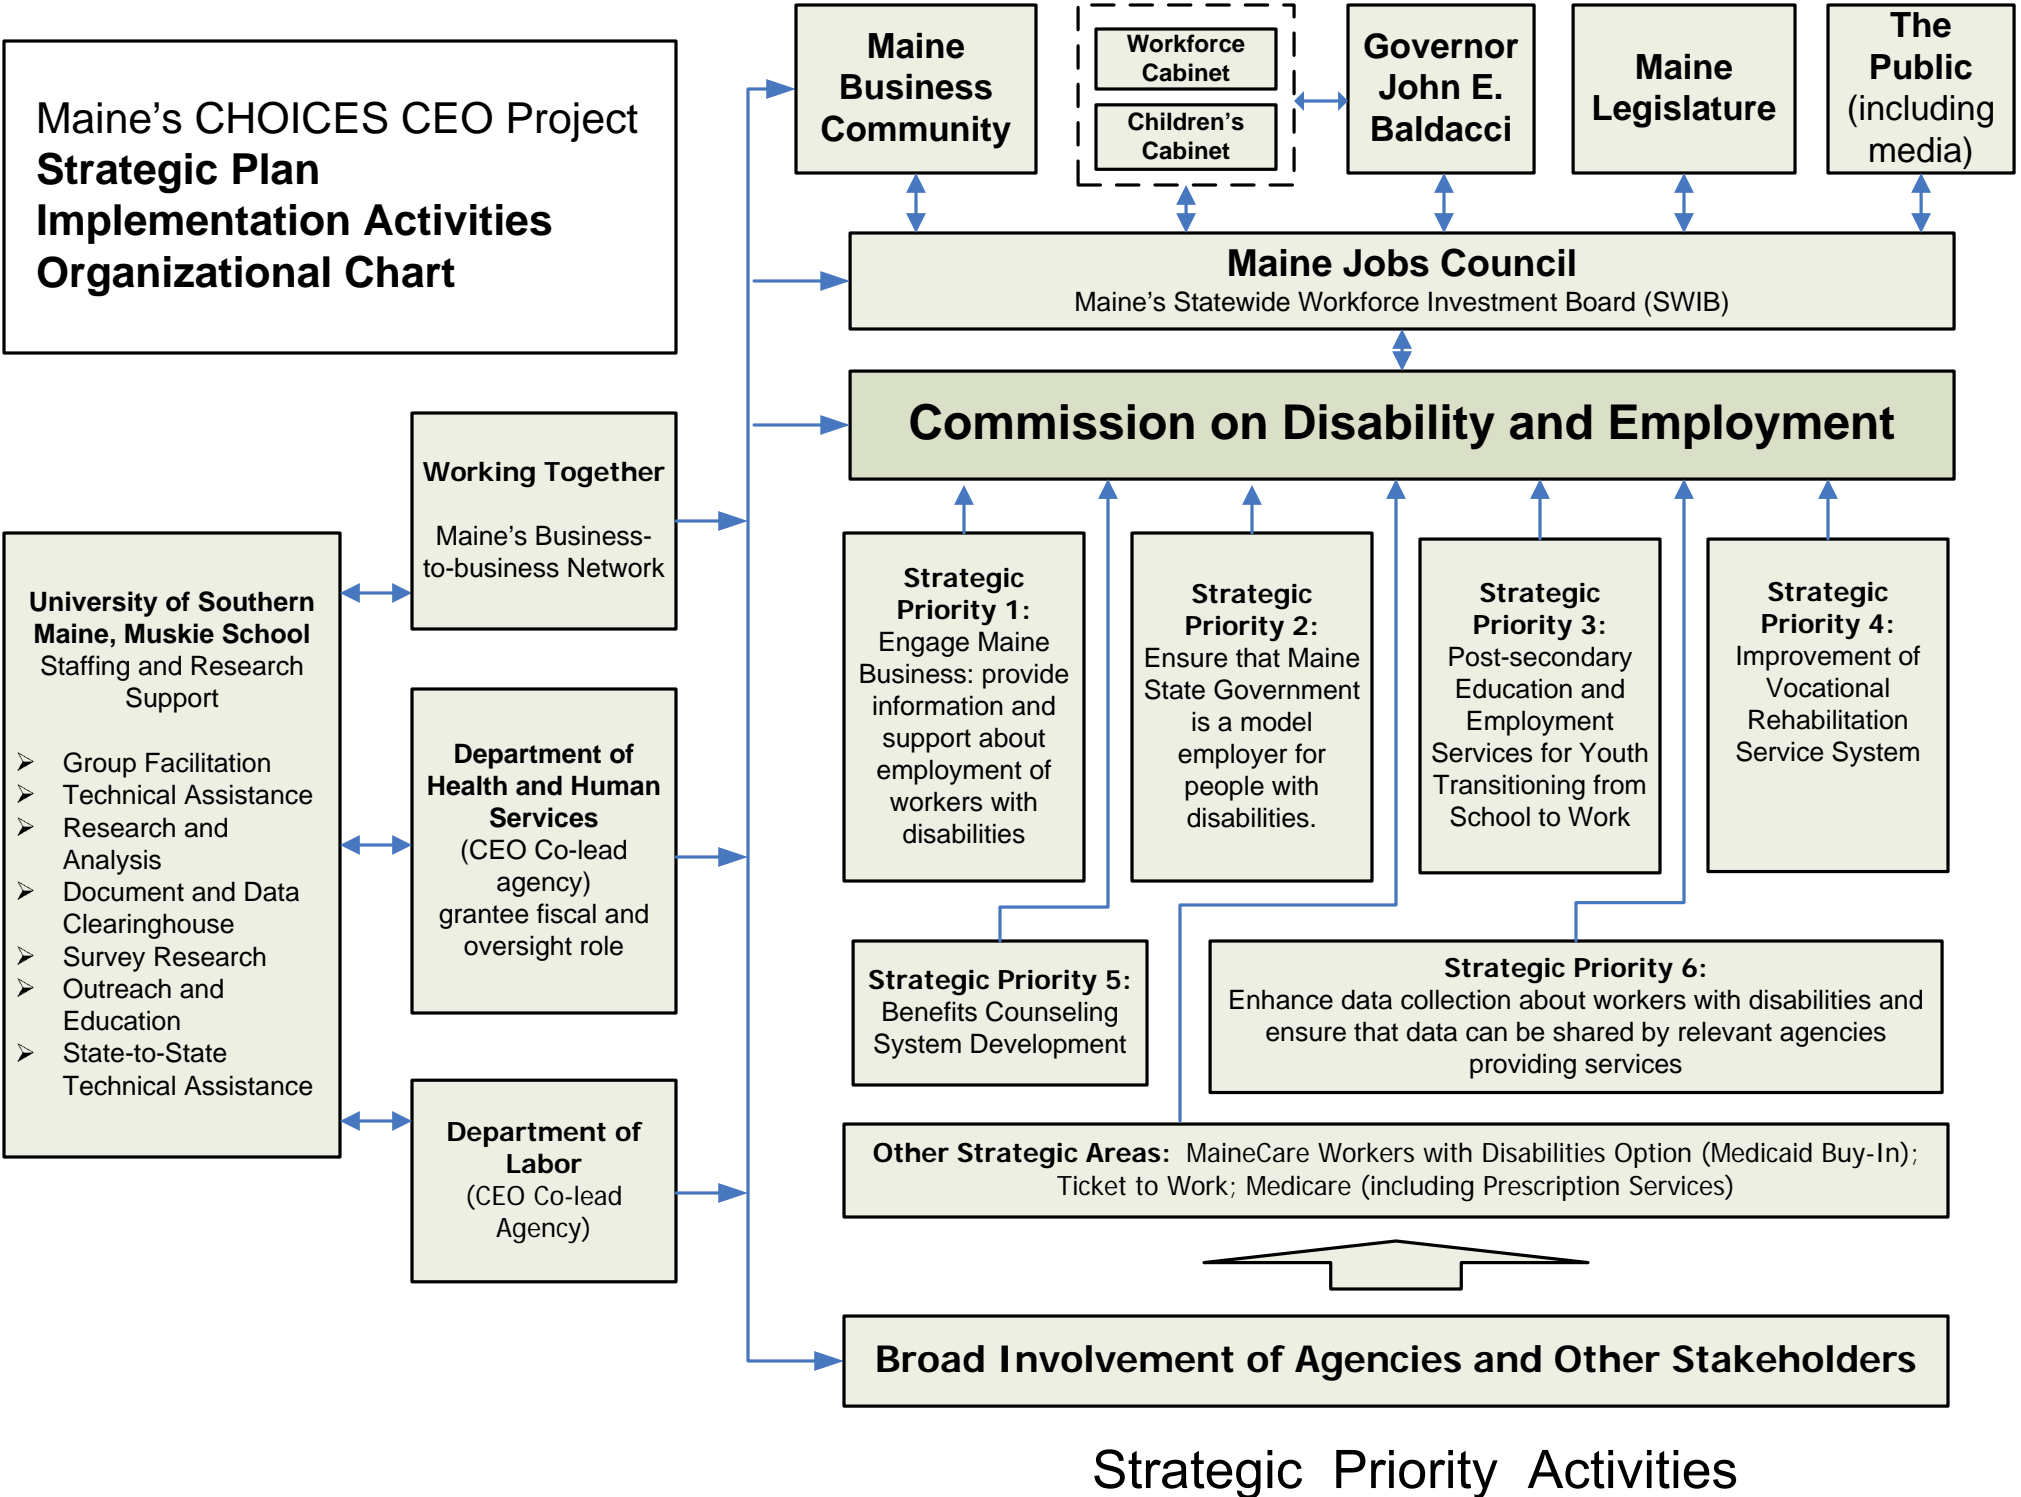 Maine's CHOICES CEO Project
Strategic Plan
Implementation Activities
Organizational Chart
Maine
Business
Community
Workforce
Cabinet
Children's
Cabinet
Governor
John E.
Baldacci
Maine
Legislature
The
Public
(including
media)
Maine Jobs Council
Maine's Statewide Workforce Investment Board (SWIB)
Commission on Disability and Employment
Working Together
Maine's Business-
to-business Network
University of Southern
Maine, Muskie School
Staffing and Research
Support
➢ Group Facilitation
➢ Technical Assistance
➢ Research and
Analysis
➢ Document and Data
Clearinghouse
➢ Survey Research
➢ Outreach and
Education
➢ State-to-State
Technical Assistance
Department of
Health and Human
Services
(CEO Co-lead
agency)
grantee fiscal and
oversight role
Department of
Labor
(CEO Co-lead
Agency)
Strategic
Priority 1:
Engage Maine
Business: provide
information and
support about
employment of
workers with
disabilities
Strategic
Priority 2:
Ensure that Maine
State Government
is a model
employer for
people with
disabilities.
Strategic
Priority 3:
Post-secondary
Education and
Employment
Services for Youth
Transitioning from
School to Work
Strategic
Priority 4:
Improvement of
Vocational
Rehabilitation
Service System
Strategic Priority 5:
Benefits Counseling
System Development
Strategic Priority 6:
Enhance data collection about workers with disabilities and
ensure that data can be shared by relevant agencies
providing services
Other Strategic Areas: MaineCare Workers with Disabilities Option (Medicaid Buy-In);
Ticket to Work; Medicare (including Prescription Services)
Broad Involvement of Agencies and Other Stakeholders
Strategic Priority Activities